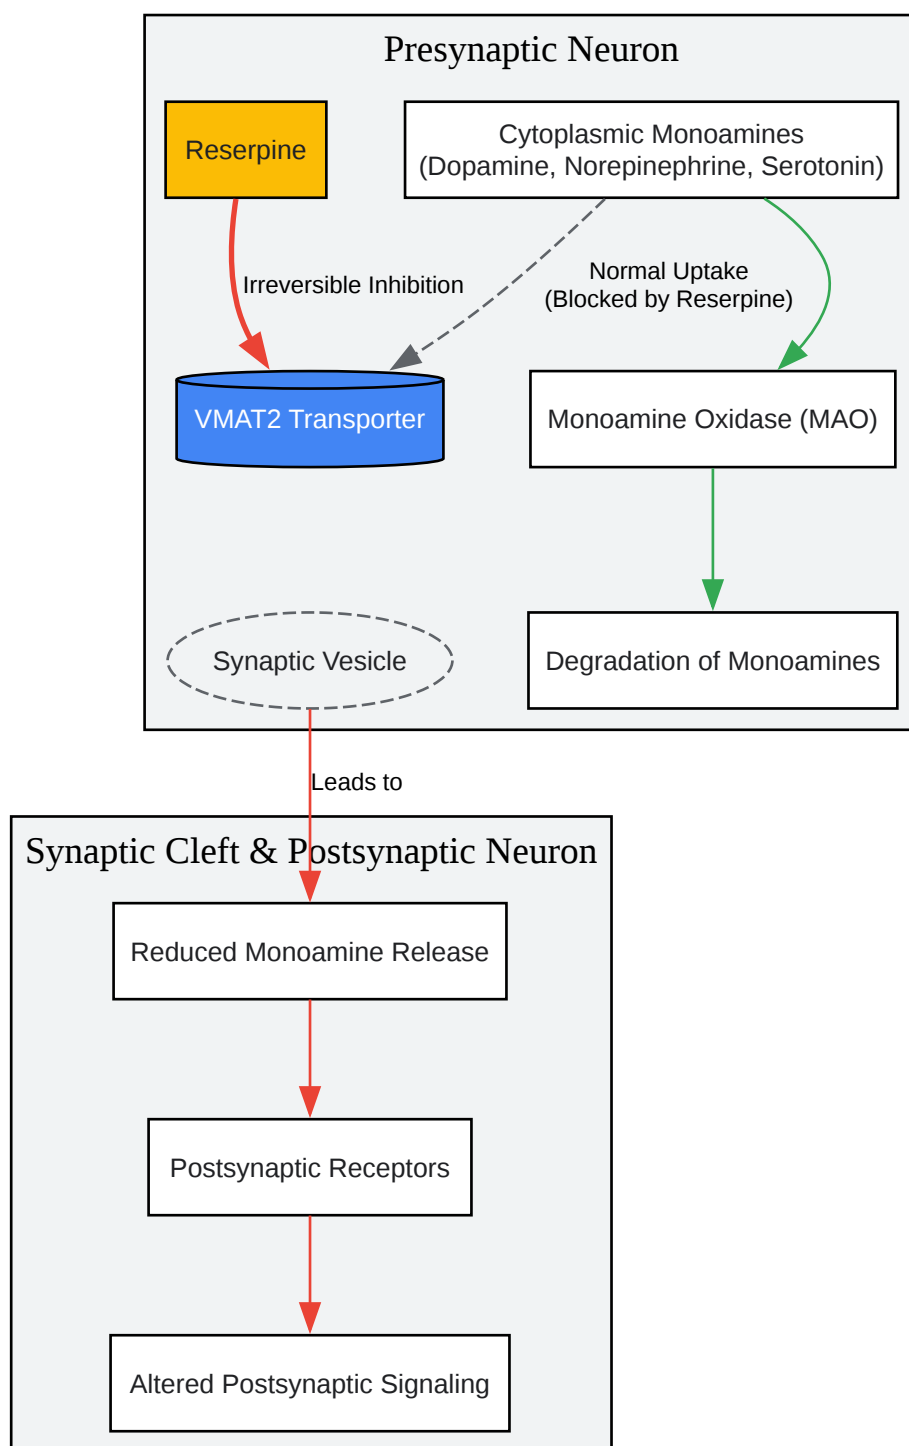 Presynaptic Neuron
Reserpine
Cytoplasmic Monoamines
(Dopamine, Norepinephrine, Serotonin)
Irreversible Inhibition
Normal Uptake
(Blocked by Reserpine)
VMAT2 Transporter
Monoamine Oxidase (MAO)
Synaptic Vesicle
Degradation of Monoamines
Leads to
Synaptic Cleft & Postsynaptic Neuron
Reduced Monoamine Release
Postsynaptic Receptors
Altered Postsynaptic Signaling